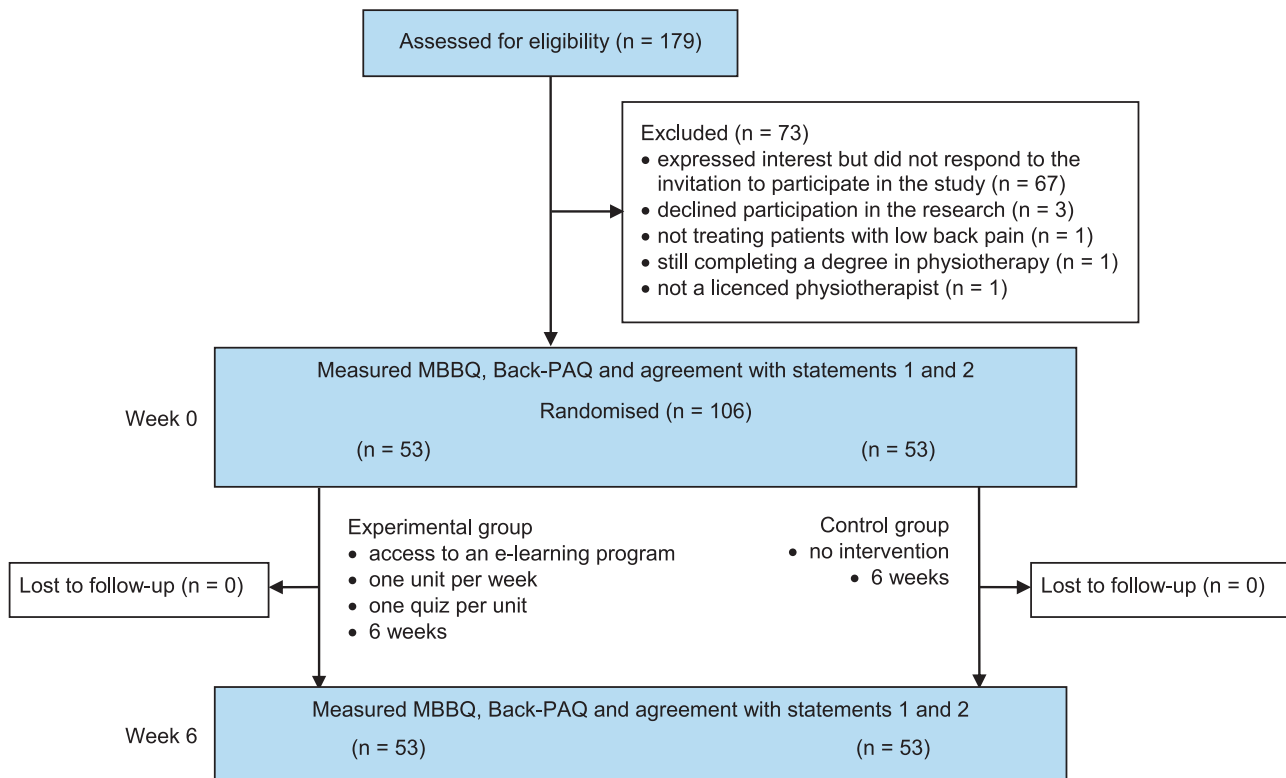 Assessed for eligibility (n = 179)
Excluded (n = 73)
• expressed interest but did not respond to the
invitation to participate in the study (n = 67)
• declined participation in the research (n = 3)
• not treating patients with low back pain (n = 1)
• still completing a degree in physiotherapy (n = 1)
• not a licenced physiotherapist (n = 1)
Measured MBBQ, Back-PAQ and agreement with statements 1 and 2
Week 0
Randomised (n = 106)
(n = 53)
(n = 53)
Experimental group
• access to an e-learning program
• one unit per week
• one quiz per unit
• 6 weeks
Control group
• no intervention
• 6 weeks
Lost to follow-up (n = 0)
Lost to follow-up (n = 0)
Measured MBBQ, Back-PAQ and agreement with statements 1 and 2
Week 6
(n = 53)
(n = 53)